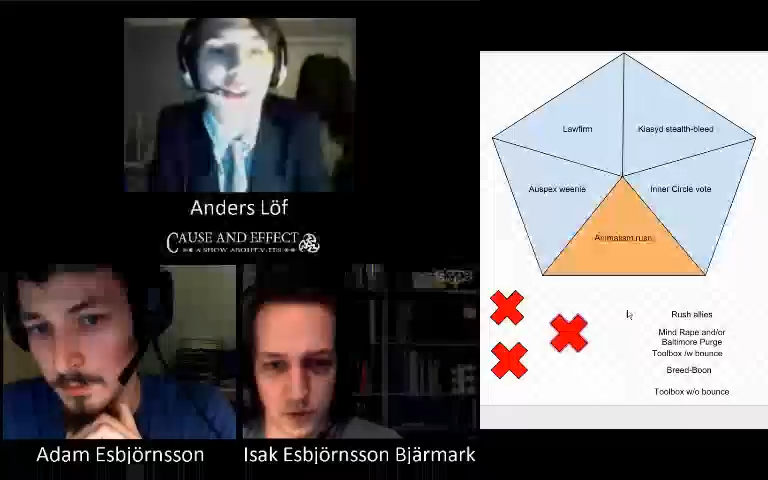 Anders Löf
CAUSE AND EFFECT
A SHOW ABOUT V:TES
Adam Esbjörnsson
Isak Esbjörnsson Bjärmark
Lawfirm
Kiasyd stealth-bleed
Auspex weenie
Inner Circle vote
Animalism rush
Rush allies
Mind Rape and/or
Baltimore Purge
Toolbox /w bounce
Breed-Boon
Toolbox w/o bounce